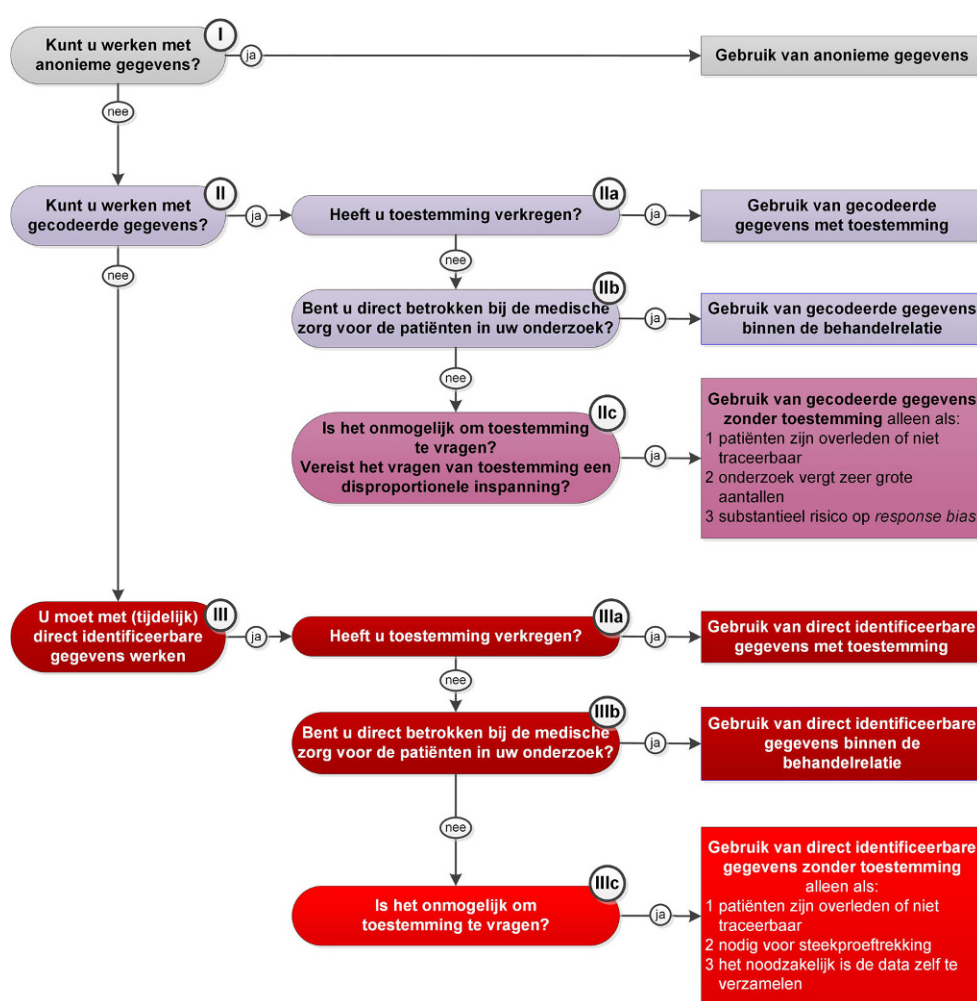 I
Kunt u werken met
anonieme gegevens?
ja
Gebruik van anonieme gegevens
nee
II
Kunt u werken met
gecodeerde gegevens?
ja
IIa
Heeft u toestemming verkregen?
ja
Gebruik van gecodeerde
gegevens met toestemming
nee
nee
IIb
Bent u direct betrokken bij de medische
zorg voor de patiënten in uw onderzoek?
ja
Gebruik van gecodeerde gegevens
binnen de behandelrelatie
nee
IIc
Is het onmogelijk om toestemming
te vragen?
Vereist het vragen van toestemming een
disproportionele inspanning?
ja
Gebruik van gecodeerde gegevens
zonder toestemming alleen als:
1 patiënten zijn overleden of niet
traceerbaar
2 onderzoek vergt zeer grote
aantallen
3 substantieel risico op response bias
III
U moet met (tijdelijk)
direct identificeerbare
gegevens werken
ja
IIIa
Heeft u toestemming verkregen?
ja
Gebruik van direct identificeerbare
gegevens met toestemming
nee
IIIb
Bent u direct betrokken bij de medische
zorg voor de patiënten in uw onderzoek?
ja
Gebruik van direct identificeerbare
gegevens binnen de
behandelrelatie
nee
IIIc
Is het onmogelijk om
toestemming te vragen?
ja
Gebruik van direct identificeerbare
gegevens zonder toestemming
alleen als:
1 patiënten zijn overleden of niet
traceerbaar
2 nodig voor steekproeftrekking
3 het noodzakelijk is de data zelf te
verzamelen